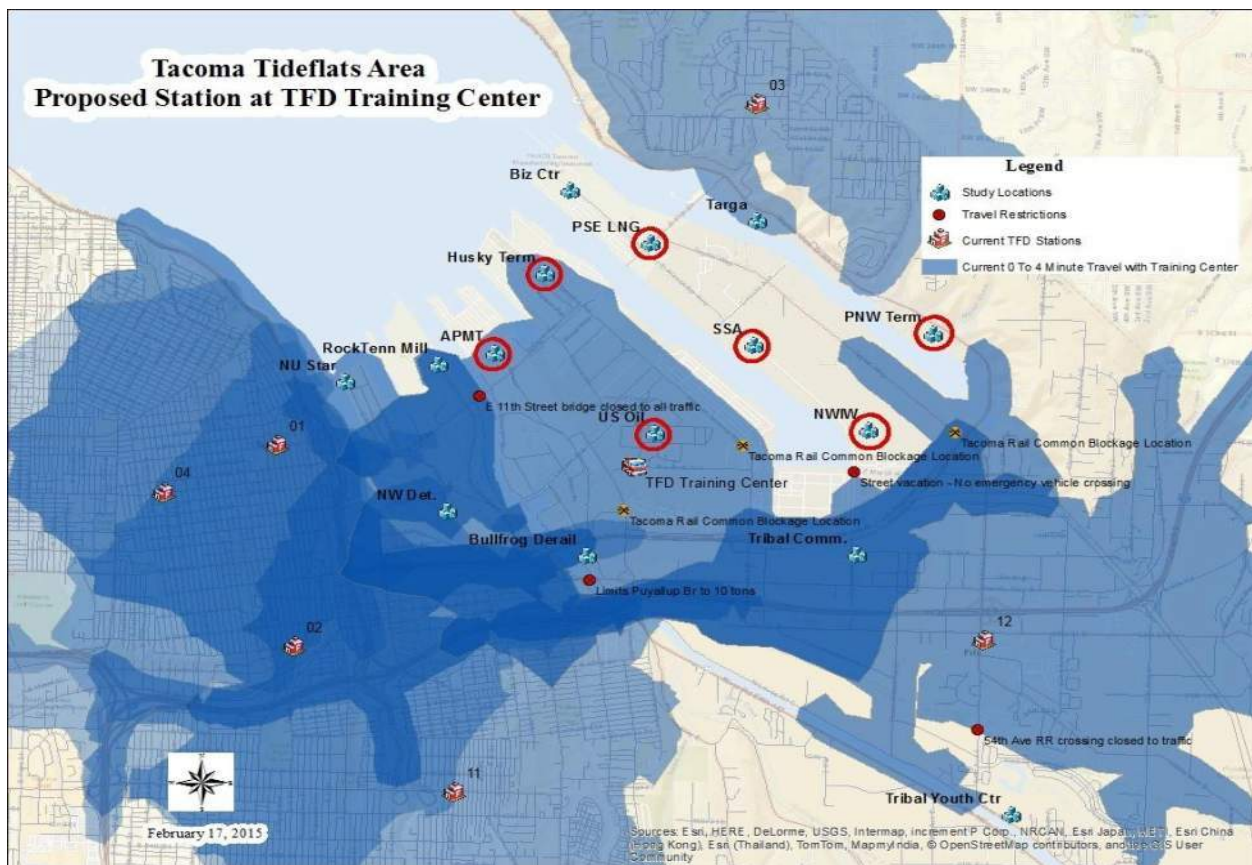 Tacoma Tideflats Area
Proposed Station at TFD Training Center
03
Legend
Study Locations
Travel Restrictions
Current TFD Stations
Current 0 To 4 Minute Travel with Training Center
Biz Ctr
Targa
PSE LNG
Husky Term
PNW Term
SSA
APMT
RockTenn Mill
NU Star
E 11th Street bridge closed to all traffic
US Oil
NWIW
01
Tacoma Rail Common Blockage Location
Tacoma Rail Common Blockage Location
Street vacation - No emergency vehicle crossing
TFD Training Center
04
NW Det.
Tacoma Rail Common Blockage Location
Bullfrog Derail
Tribal Comm.
Limits Puyallup Br to 10 tons
02
12
54th Ave RR crossing closed to traffic
11
Tribal Youth Ctr
February 17, 2015
Sources: Esri, HERE, DeLorme, USGS, Intermap, increment P Corp., NRCAN, Esri Japan, METI, Esri China
(Hong Kong), Esri (Thailand), TomTom, MapmyIndia, © OpenStreetMap contributors, and the GIS User
Community